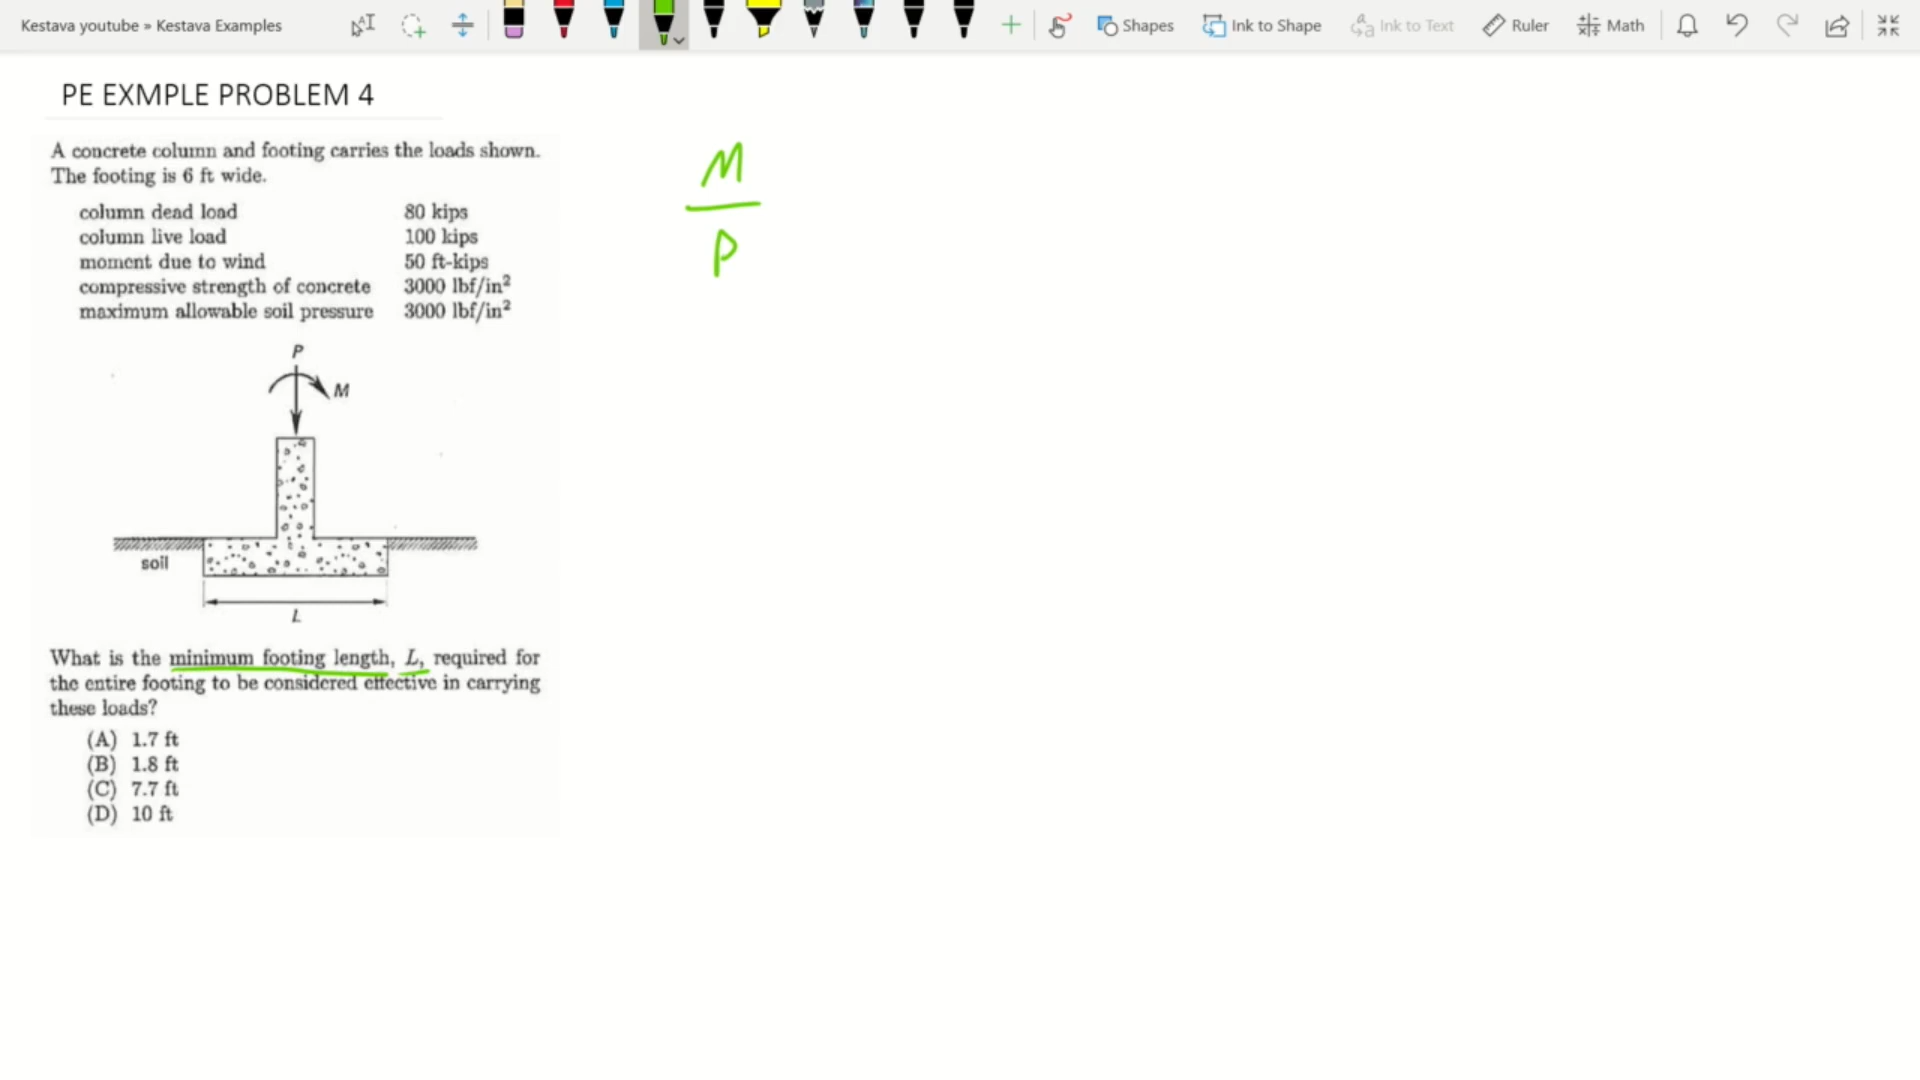 Kestava youtube » Kestava Examples
Shapes
Ink to Shape
Ink to Text
Ruler
Math
PE EXMPLE PROBLEM 4
A concrete column and footing carries the loads shown.
The footing is 6 ft wide.
column dead load 80 kips
column live load 100 kips
moment due to wind 50 ft-kips
compressive strength of concrete 3000 lbf/in²
maximum allowable soil pressure 3000 lbf/in²
M
P
P
M
soil
L
What is the minimum footing length, L, required for
the entire footing to be considered effective in carrying
these loads?
(A) 1.7 ft
(B) 1.8 ft
(C) 7.7 ft
(D) 10 ft